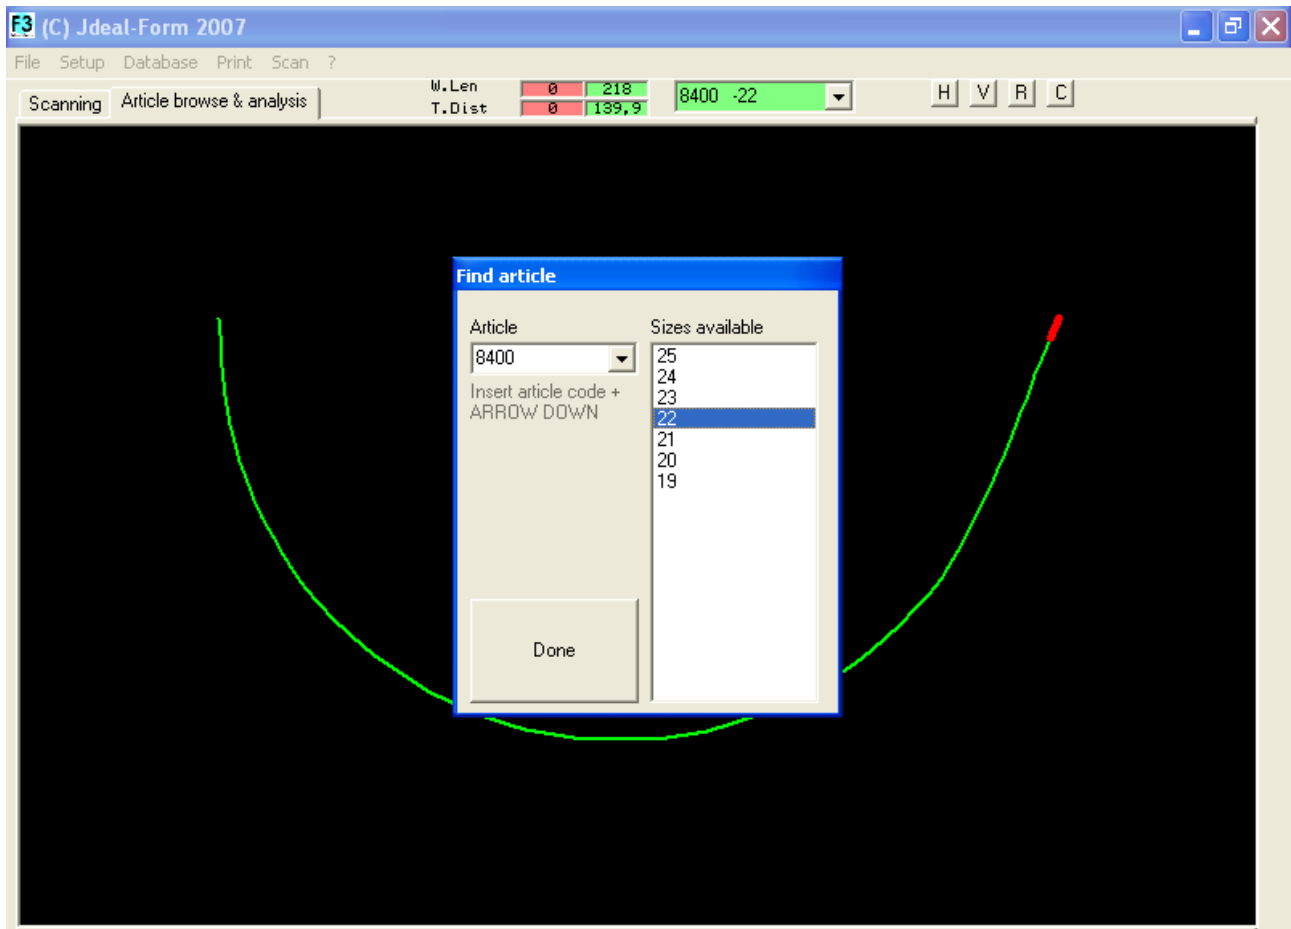 F3 (C) Jdeal-Form 2007
File Setup Database Print Scan ?
Scanning Article browse & analysis
W.Len 0 218
T.Dist 0 139,9
8400 -22
H V R C
Find article
Article
8400
Insert article code +
ARROW DOWN
Done
Sizes available
25
24
23
22
21
20
19